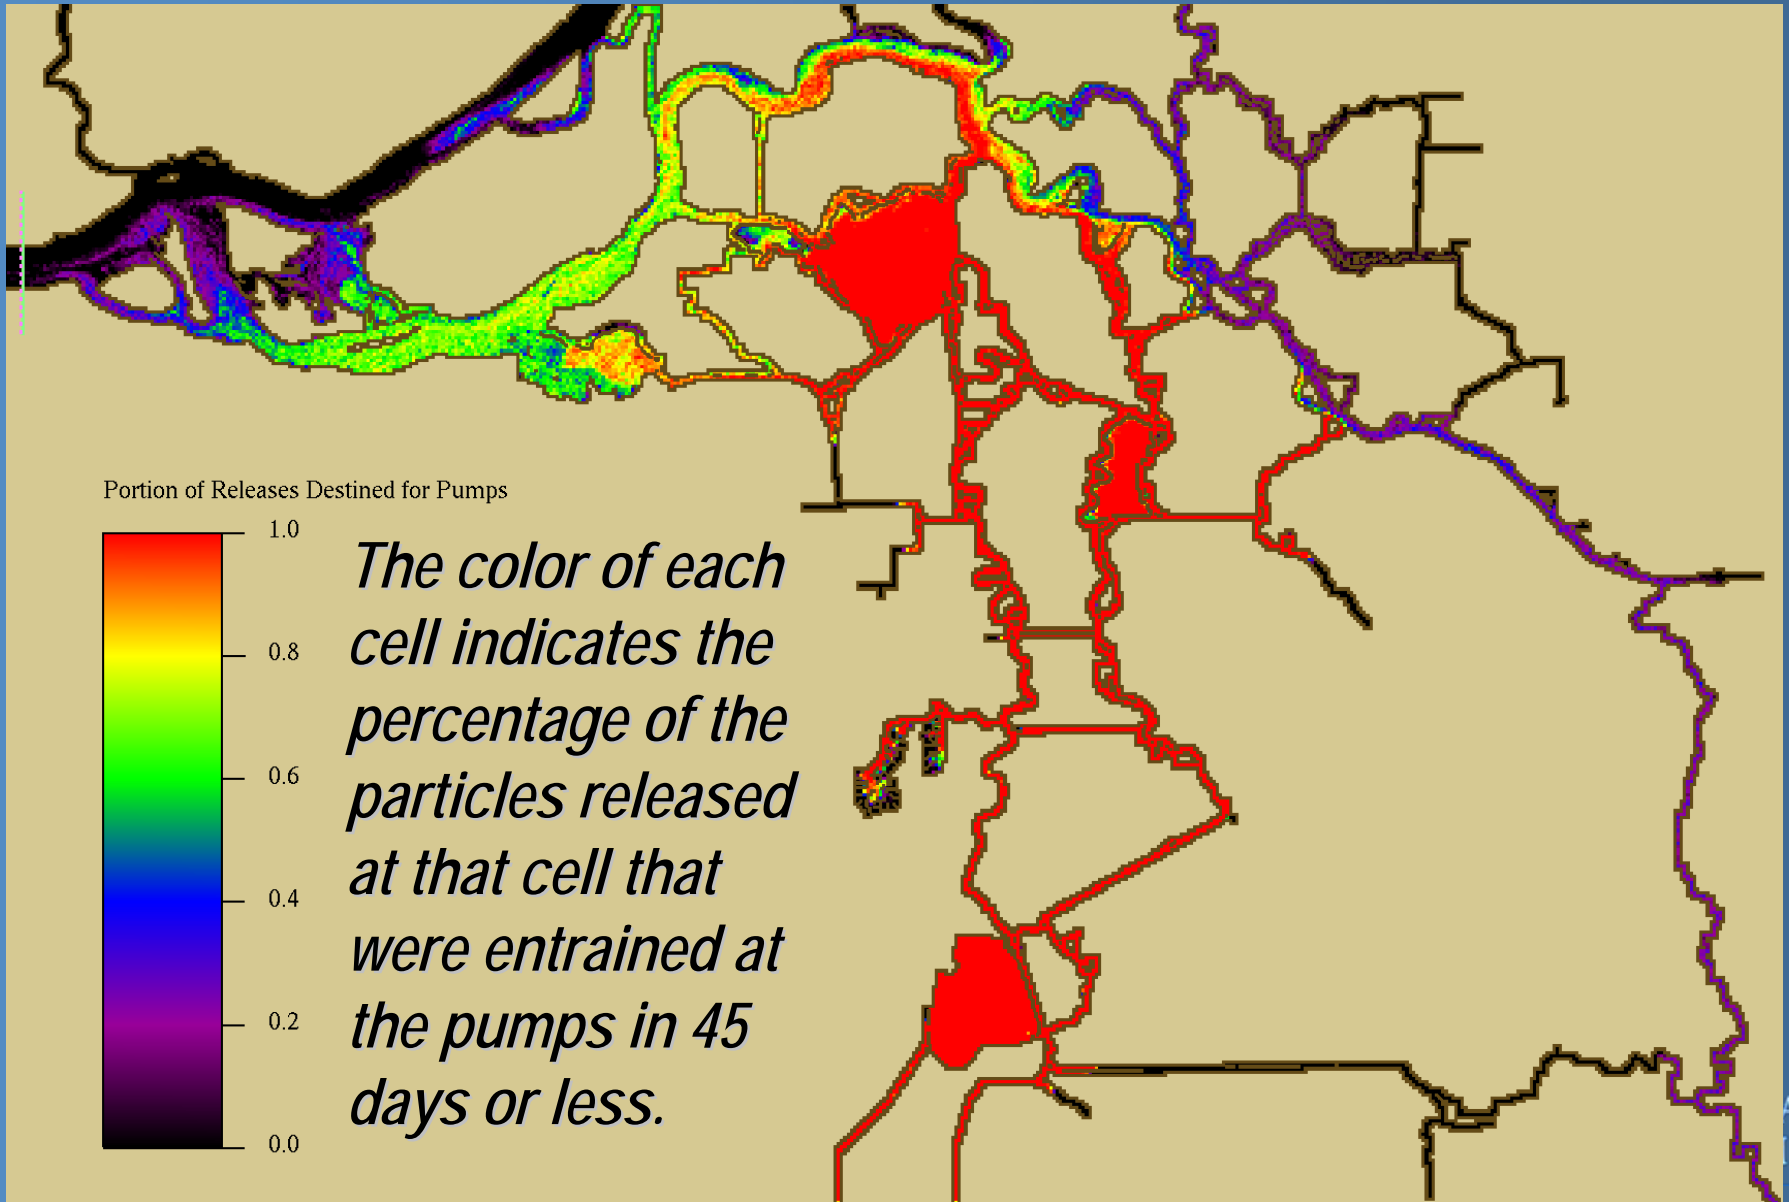 Portion of Releases Destined for Pumps
1.0
0.8
0.6
0.4
0.2
0.0
The color of each
cell indicates the
percentage of the
particles released
at that cell that
were entrained at
the pumps in 45
days or less.